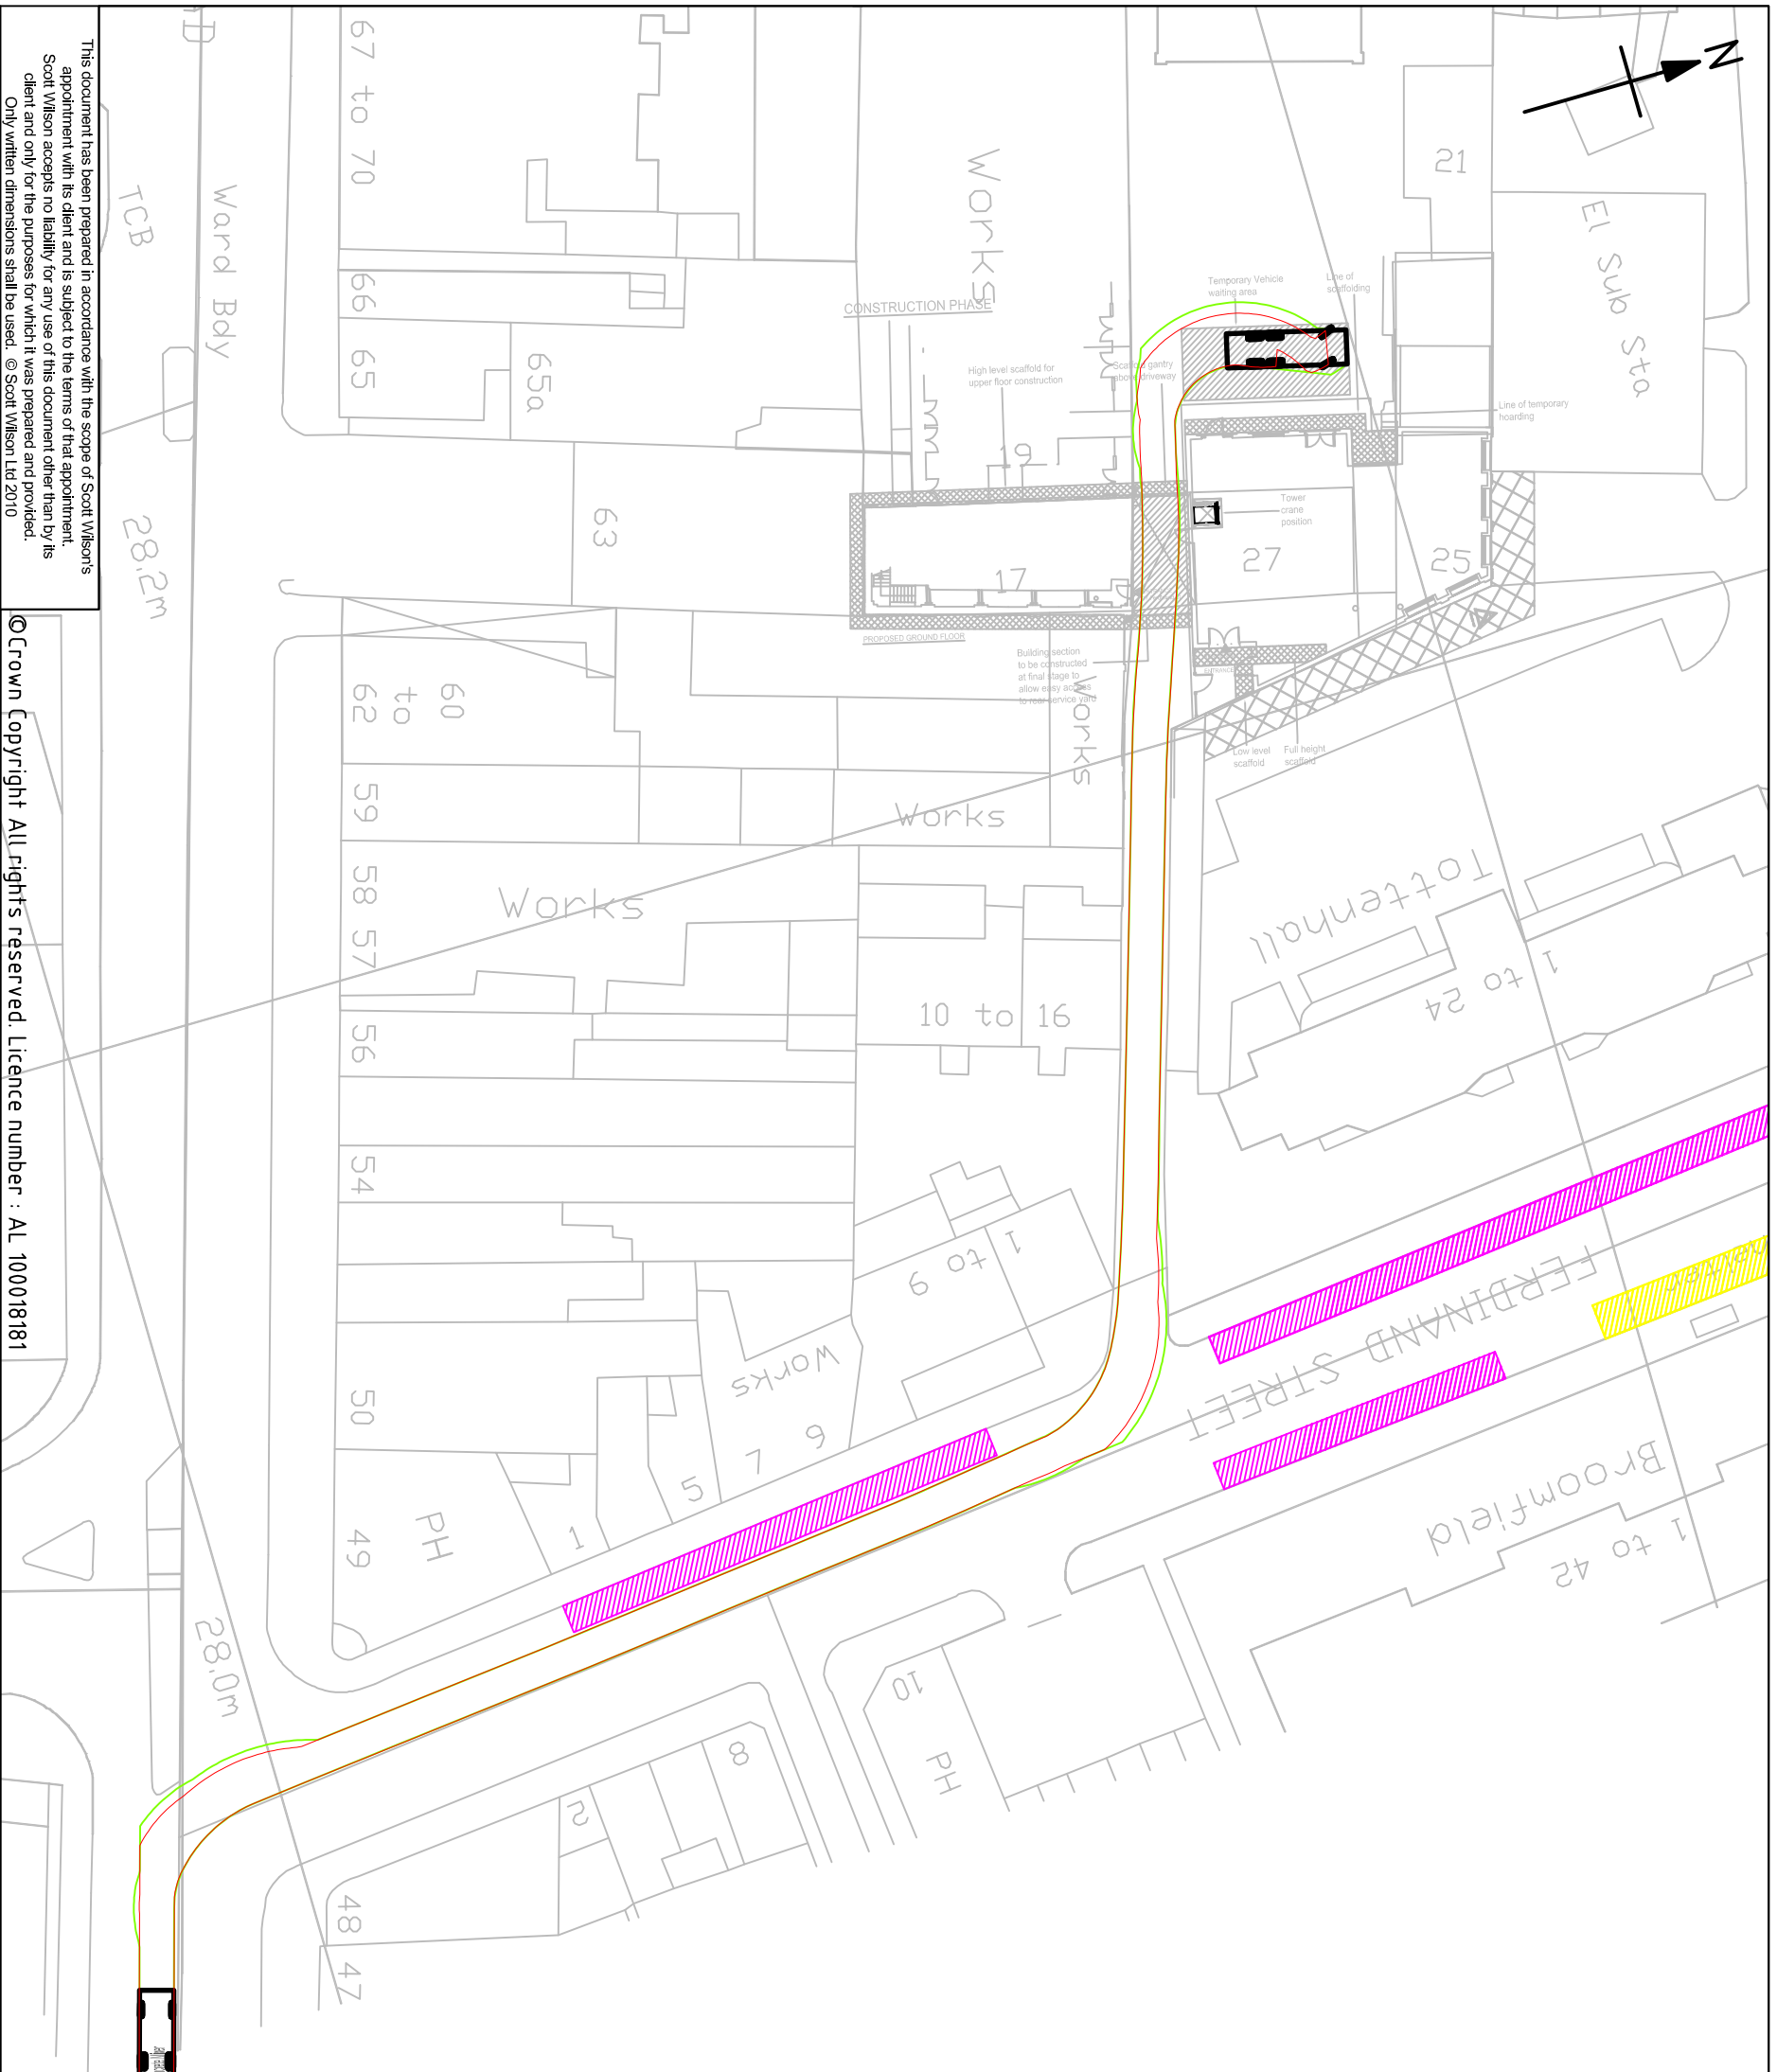 N
21
El Sub Sta
67 to 70
Works
TCB
Ward Bdy
66
65
65a
CONSTRUCTION PHASE
Temporary Vehicle
waiting area
Line of
scaffolding
High level scaffold for
upper floor construction
Scaffold gantry
above driveway
Line of temporary
hoarding
19
Tower
crane
position
63
17
27
25
28.2m
PROPOSED GROUND FLOOR
Building section
to be constructed
at final stage to
allow easy access
to rear service yard
ENTRANCE
Works
Low level
scaffold
Full height
scaffold
60
to
62
59
Works
58
57
Works
Tottenhall
1 to 24
10 to 16
56
54
1 to 9
FERDINAND STREET
50
Works
5
7
9
1
PH
49
Broomfield
1 to 42
28.0m
10
PH
8
2
48
47
This document has been prepared in accordance with the scope of Scott Wilson's
appointment with its client and is subject to the terms of that appointment.
Scott Wilson accepts no liability for any use of this document other than by its
client and only for the purposes for which it was prepared and provided.
Only written dimensions shall be used. © Scott Wilson Ltd 2010
© Crown Copyright All rights reserved. Licence number : AL 100018181